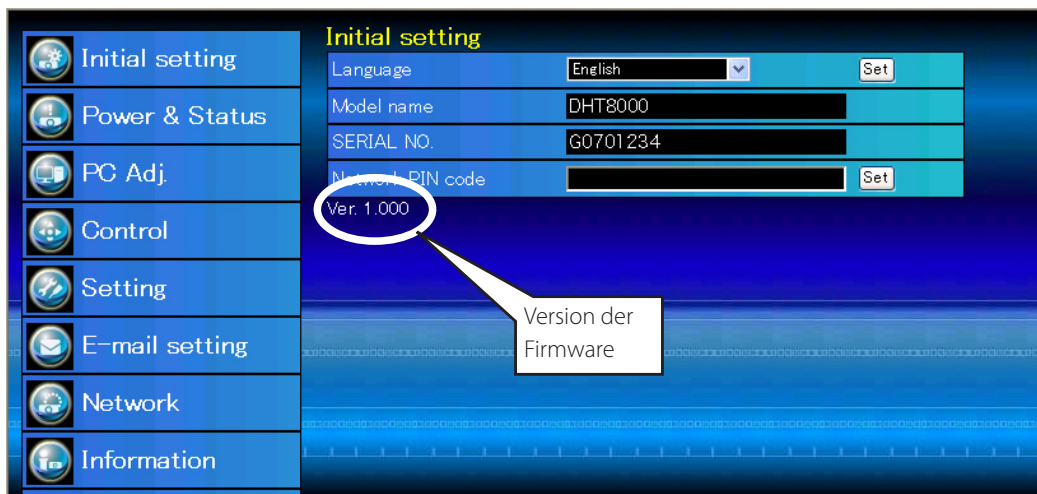 Initial setting
Power & Status
PC Adj.
Control
Setting
E-mail setting
Network
Information
Initial setting
Language English Set
Model name DHT8000
SERIAL NO. G0701234
Network PIN code Set
Ver. 1.000
Version der
Firmware